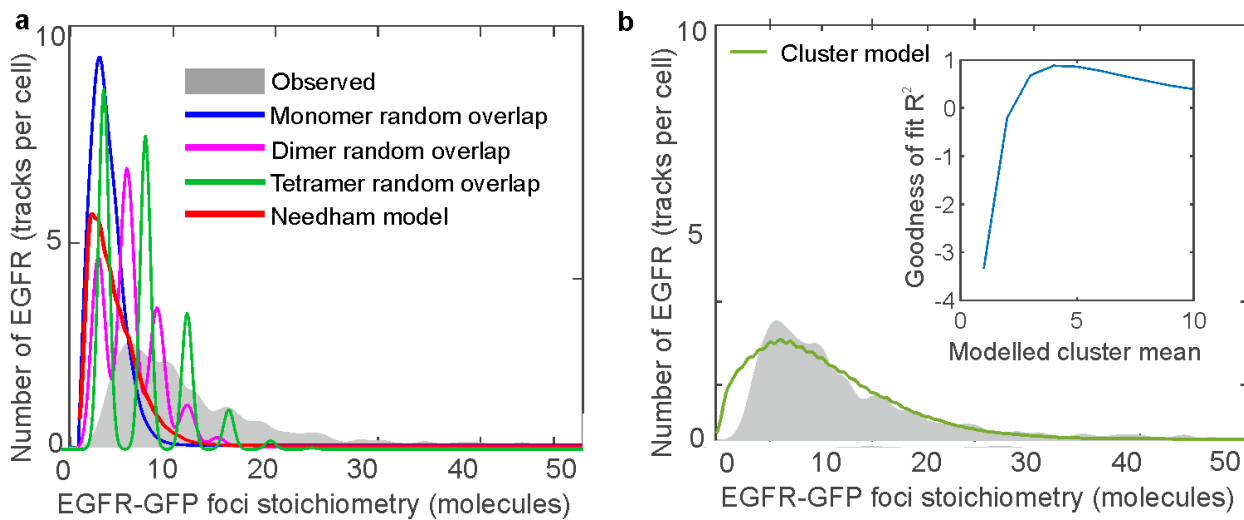 a
Number of EGFR (tracks per cell)
10
5
0
Observed
Monomer random overlap
Dimer random overlap
Tetramer random overlap
Needham model
0 10 20 30 40 50
EGFR-GFP foci stoichiometry (molecules)
b
Number of EGFR (tracks per cell)
10
5
0
Cluster model
Goodness of fit R²
1
0
-1
-2
-3
-4
0 5 10
Modelled cluster mean
0 10 20 30 40 50
EGFR-GFP foci stoichiometry (molecules)